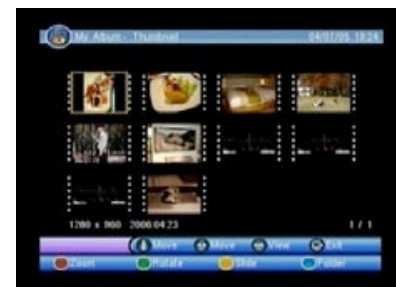 My Album - Thumbnail 04/07/05 18:24
1280 x 960 2006:04:23 1 / 1
Move Move View Exit
Zoom Rotate Slide Folder